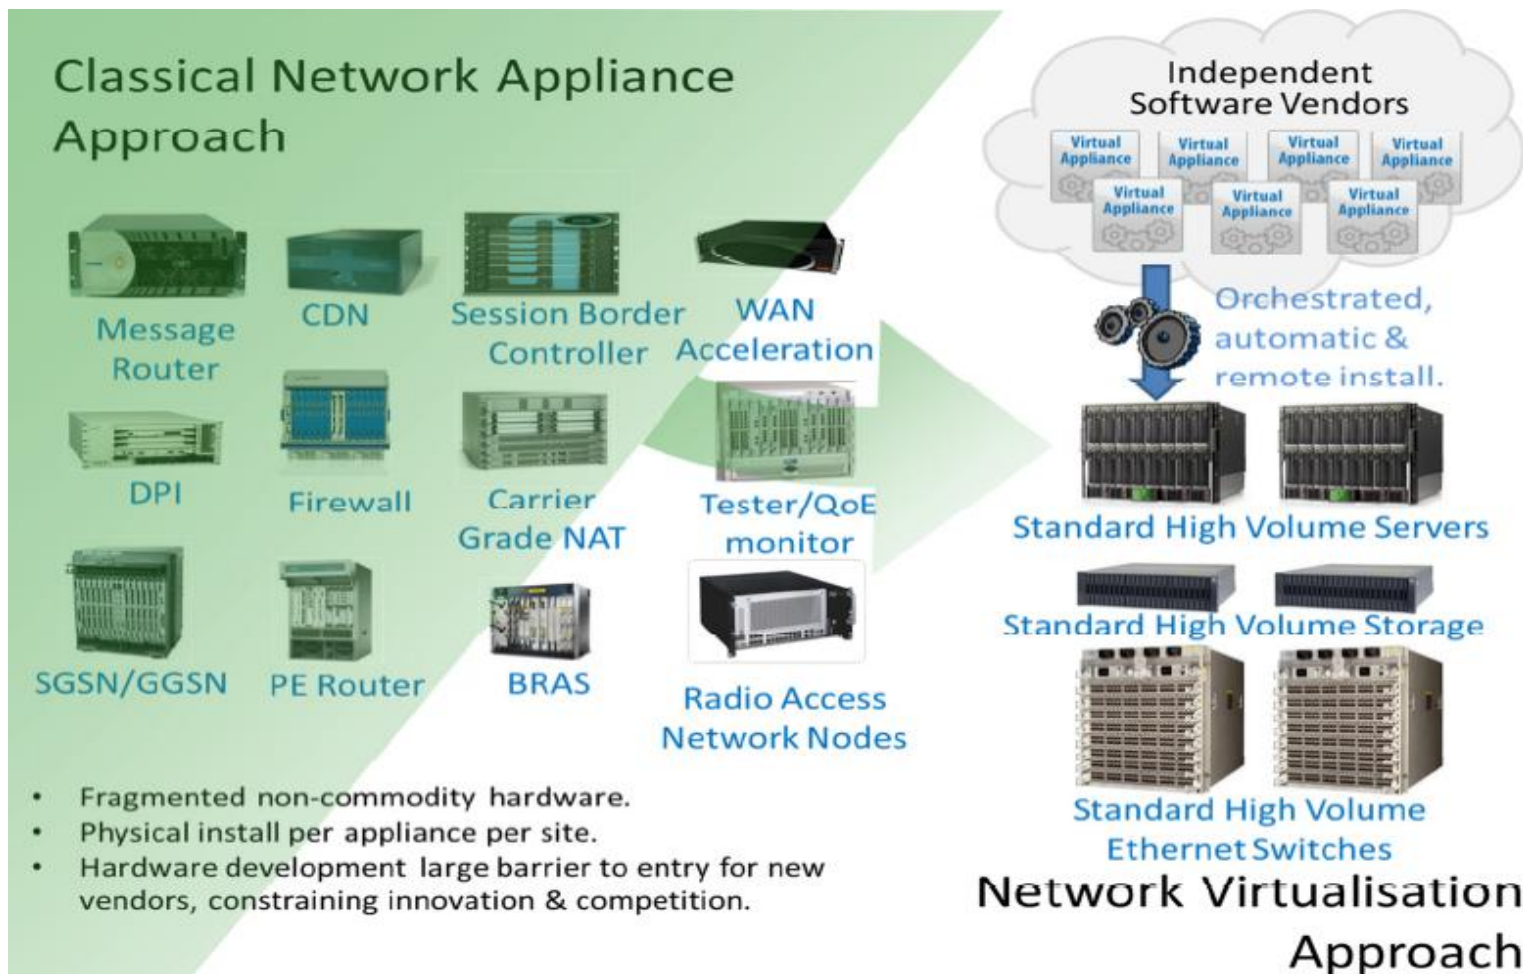 Classical Network Appliance
Approach
Message
Router
CDN
Session Border
Controller
WAN
Acceleration
DPI
Firewall
Carrier
Grade NAT
Tester/QoE
monitor
SGSN/GGSN
PE Router
BRAS
Radio Access
Network Nodes
• Fragmented non-commodity hardware.
• Physical install per appliance per site.
• Hardware development large barrier to entry for new
vendors, constraining innovation & competition.
Independent
Software Vendors
Virtual
Appliance
Virtual
Appliance
Virtual
Appliance
Virtual
Appliance
Virtual
Appliance
Virtual
Appliance
Virtual
Appliance
Orchestrated,
automatic &
remote install.
Standard High Volume Servers
Standard High Volume Storage
Standard High Volume
Ethernet Switches
Network Virtualisation
Approach